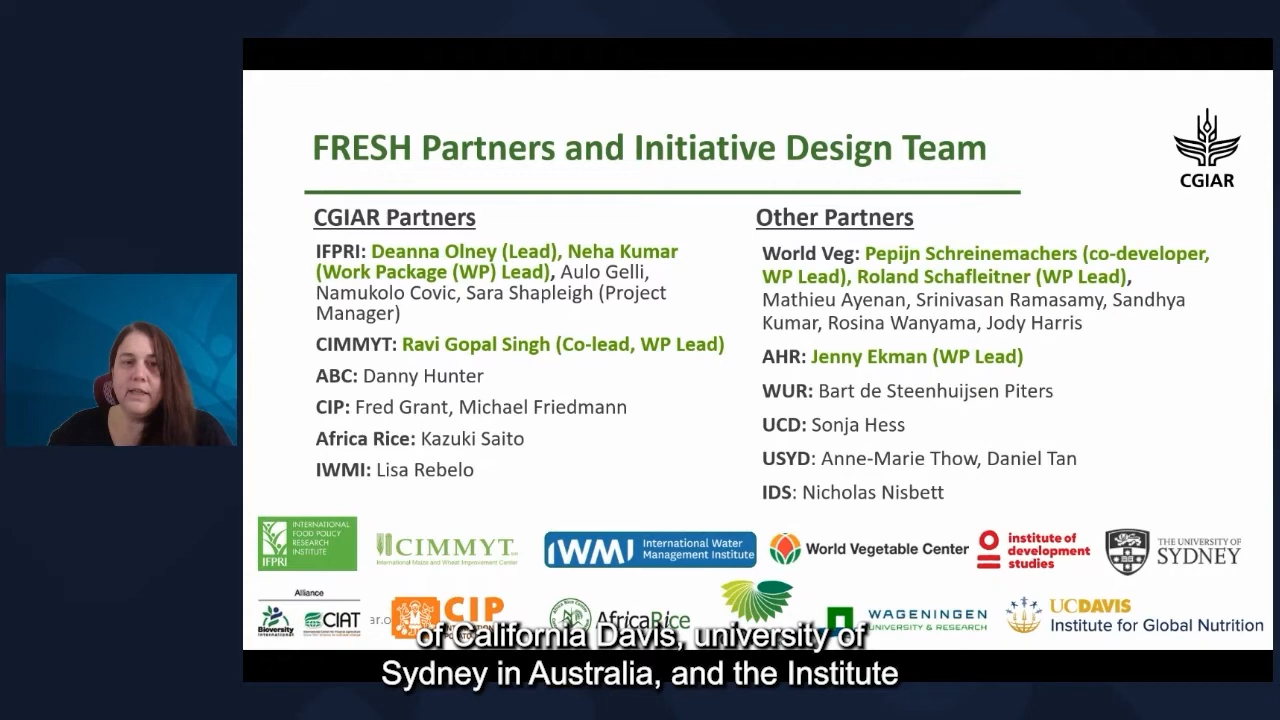 FRESH Partners and Initiative Design Team
CGIAR
CGIAR Partners
IFPRI: Deanna Olney (Lead), Neha Kumar
(Work Package (WP) Lead), Aulo Gelli,
Namukolo Covic, Sara Shapleigh (Project
Manager)
CIMMYT: Ravi Gopal Singh (Co-lead, WP Lead)
ABC: Danny Hunter
CIP: Fred Grant, Michael Friedmann
Africa Rice: Kazuki Saito
IWMI: Lisa Rebelo
Other Partners
World Veg: Pepijn Schreinemachers (co-developer,
WP Lead), Roland Schafleitner (WP Lead),
Mathieu Ayenan, Srinivasan Ramasamy, Sandhya
Kumar, Rosina Wanyama, Jody Harris
AHR: Jenny Ekman (WP Lead)
WUR: Bart de Steenhuijsen Piters
UCD: Sonja Hess
USYD: Anne-Marie Thow, Daniel Tan
IDS: Nicholas Nisbett
INTERNATIONAL
FOOD POLICY
RESEARCH
INSTITUTE
IFPRI
CIMMYT
International Maize and Wheat Improvement Center
IWMI
International Water
Management Institute
World Vegetable Center
institute of
development
studies
THE UNIVERSITY OF
SYDNEY
Alliance
Bioversity
International
CIAT
CIP
AfricaRice
WAGENINGEN
UNIVERSITY & RESEARCH
UCDAVIS
Institute for Global Nutrition
of California Davis, university of
Sydney in Australia, and the Institute